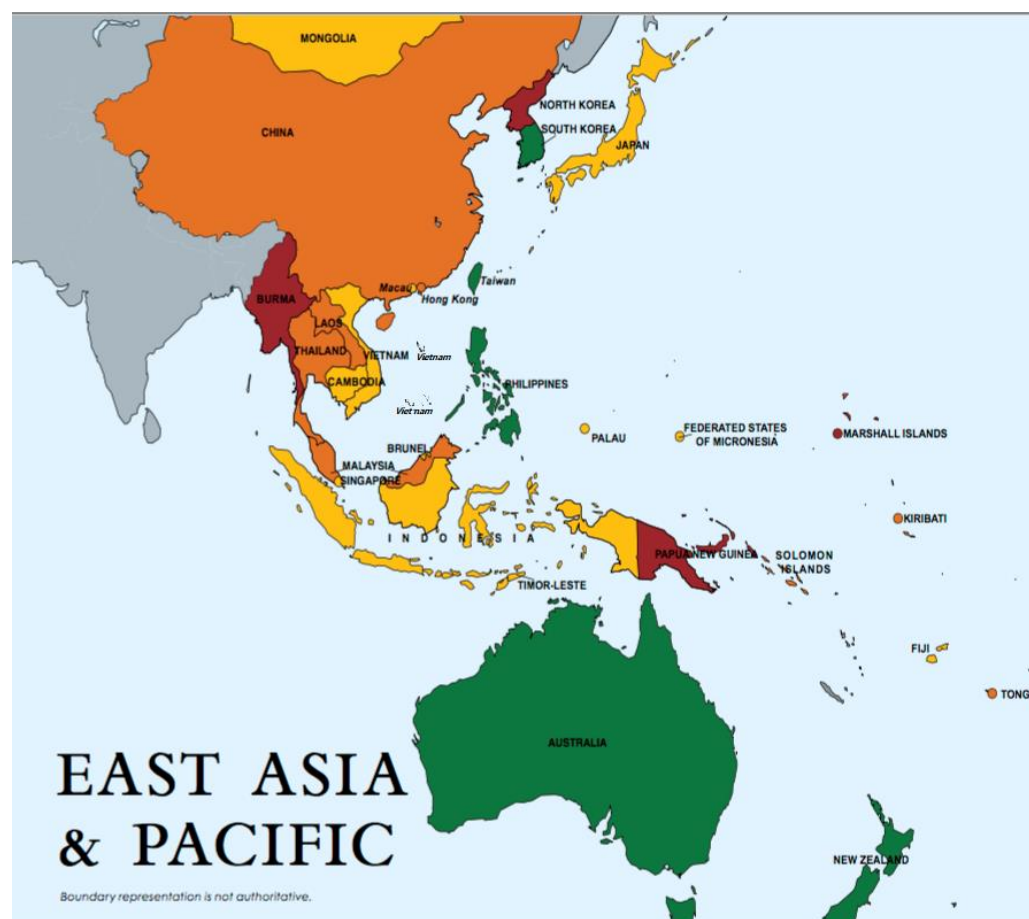 MONGOLIA
NORTH KOREA
CHINA
SOUTH KOREA
JAPAN
Macau
Hong Kong
Taiwan
BURMA
LAOS
THAILAND
VIETNAM
Vietnam
CAMBODIA
PHILIPPINES
Viet nam
PALAU
FEDERATED STATES
OF MICRONESIA
MARSHALL ISLANDS
BRUNEI
MALAYSIA
SINGAPORE
KIRIBATI
INDONESIA
PAPUA NEW GUINEA
SOLOMON
ISLANDS
TIMOR-LESTE
FIJI
TONG
AUSTRALIA
EAST ASIA
& PACIFIC
NEW ZEALAND
Boundary representation is not authoritative.